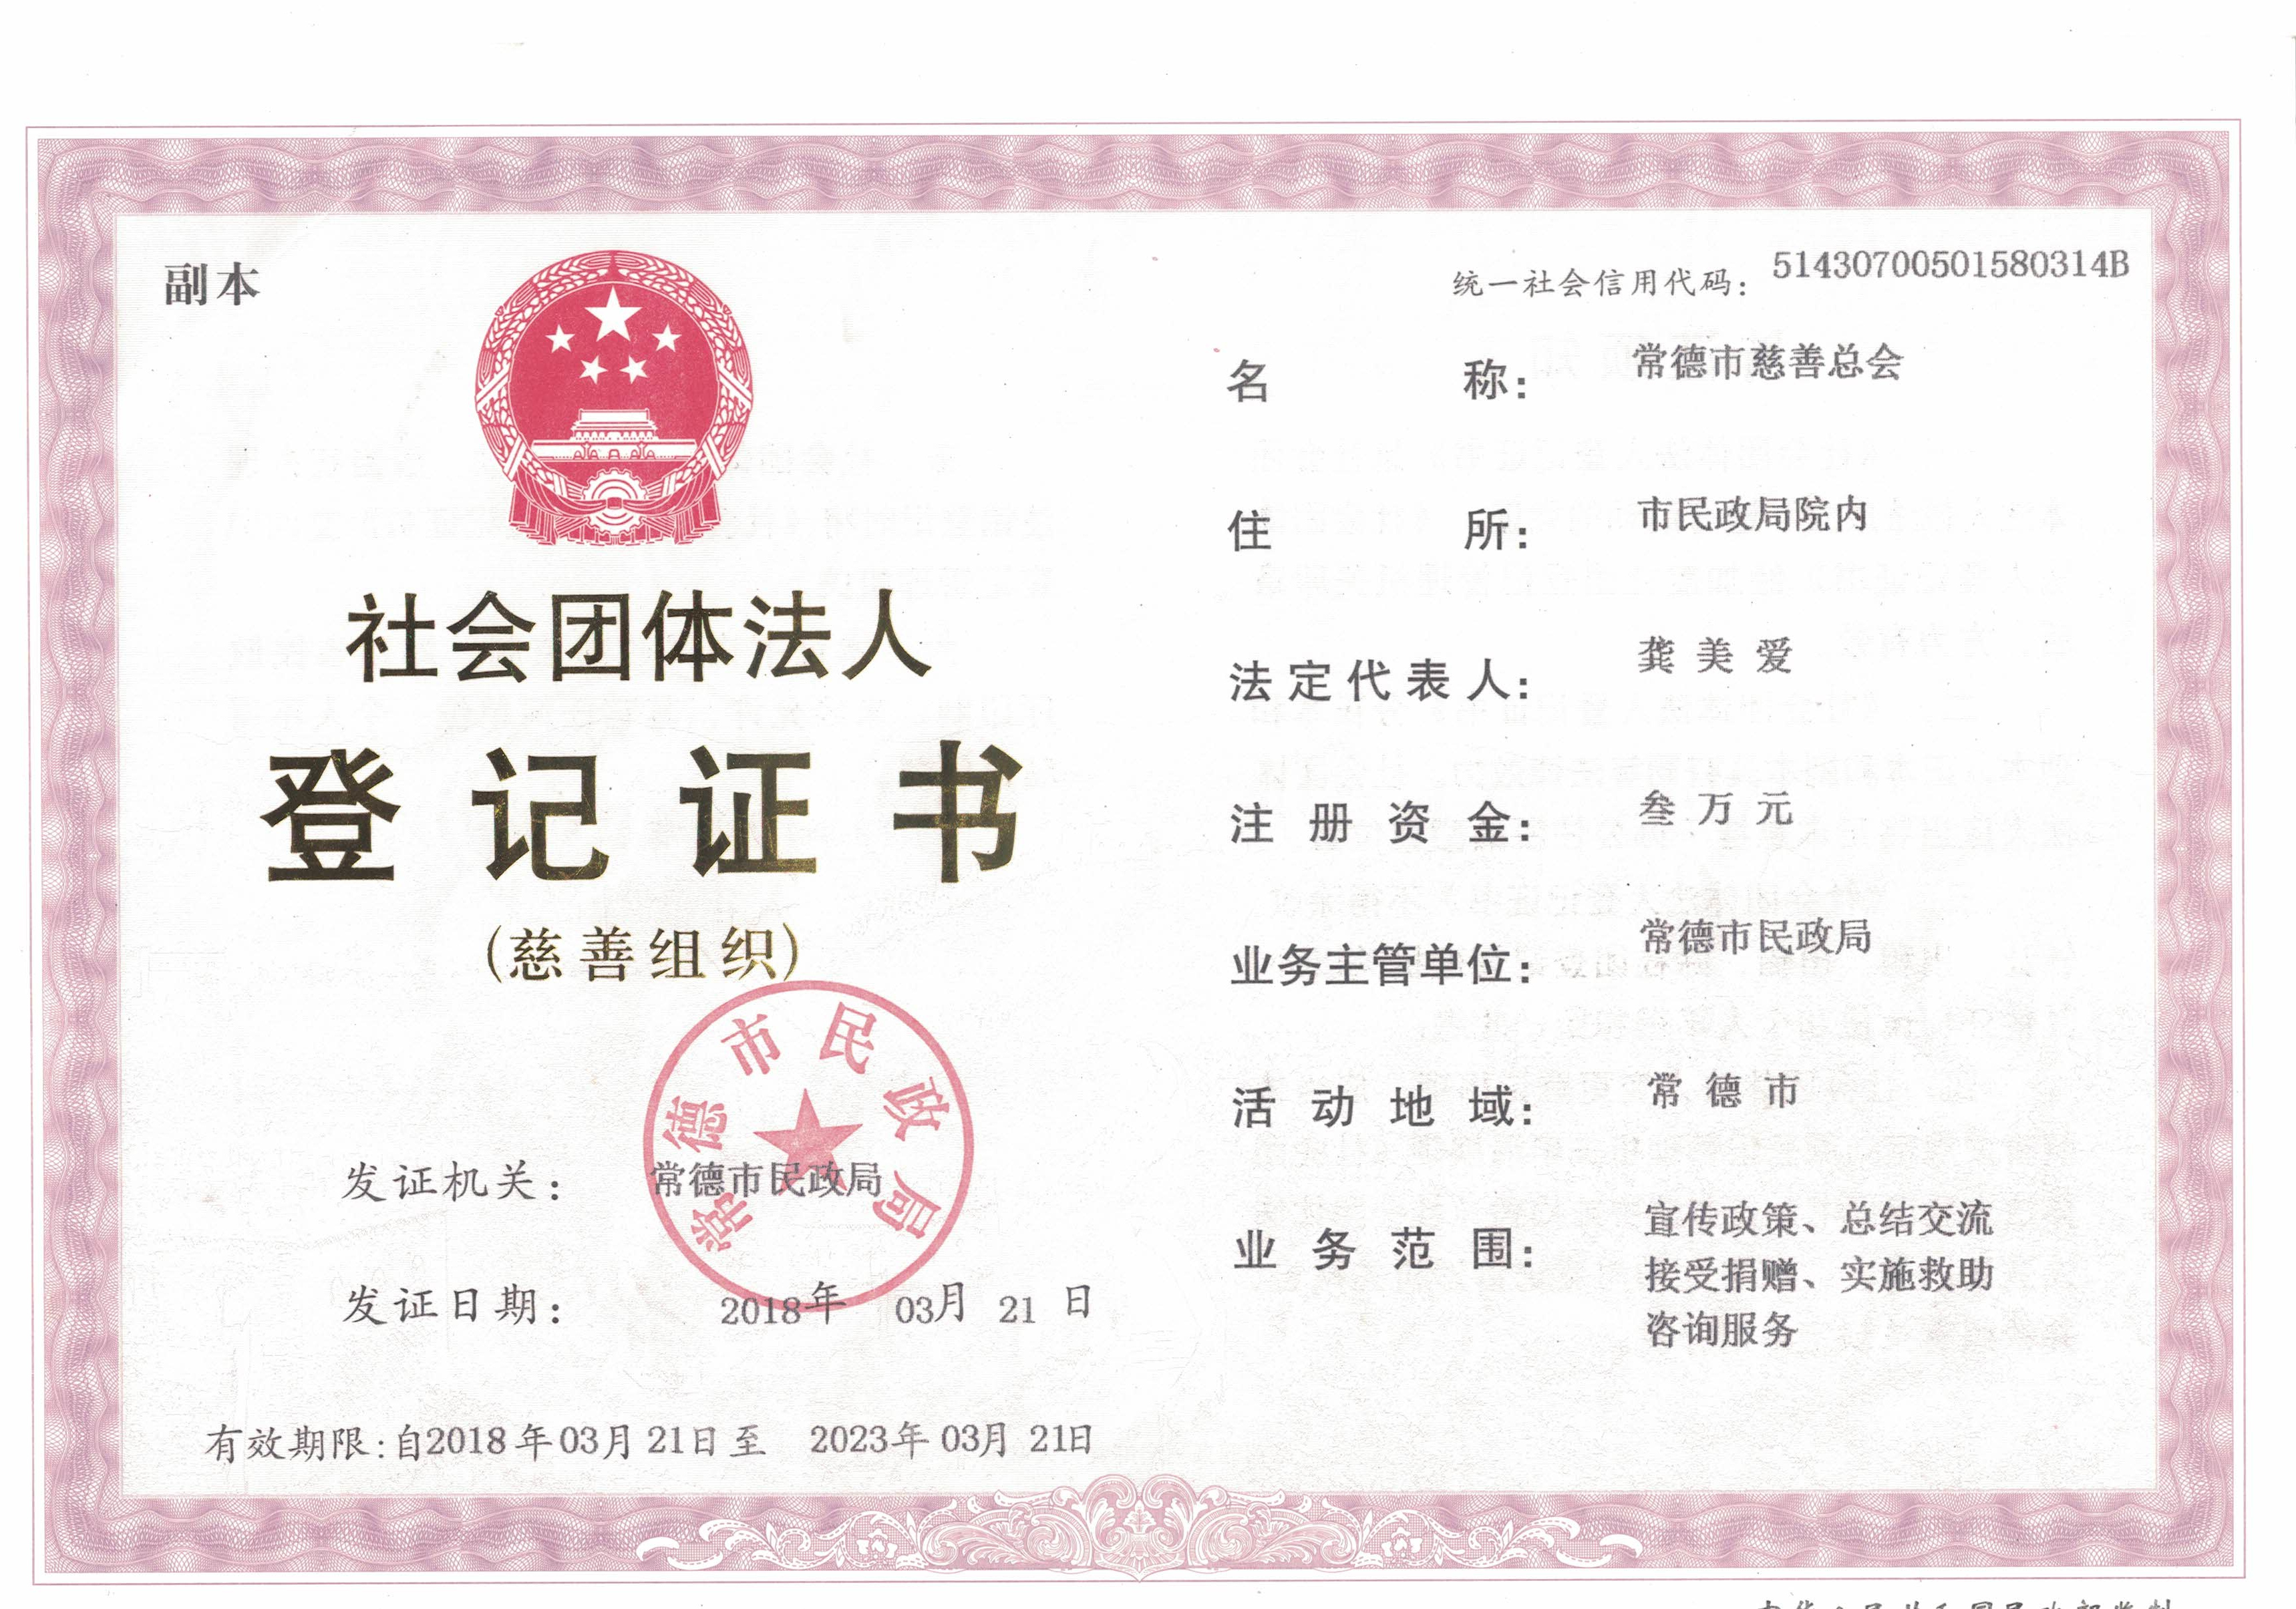 副本
社会团体法人
登记证书
(慈善组织)
常德市民政局
发证机关: 常德市民政局
发证日期: 2018年 03月 21 日
有效期限:自2018年03月21日至 2023年03月21日
统一社会信用代码: 51430700501580314B
名称: 常德市慈善总会
住所: 市民政局院内
法定代表人: 龚美爱
注册资金: 叁万元
业务主管单位: 常德市民政局
活动地域: 常德市
业务范围: 宣传政策、总结交流
接受捐赠、实施救助
咨询服务